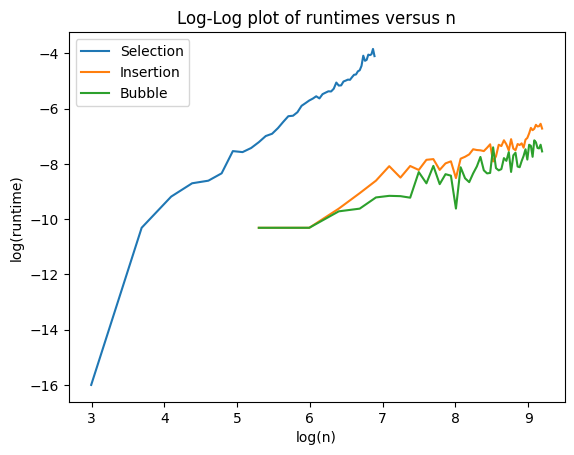 Log-Log plot of runtimes versus n
Selection
Insertion
Bubble
−4
−6
−8
−10
−12
−14
−16
log(runtime)
3 4 5 6 7 8 9
log(n)